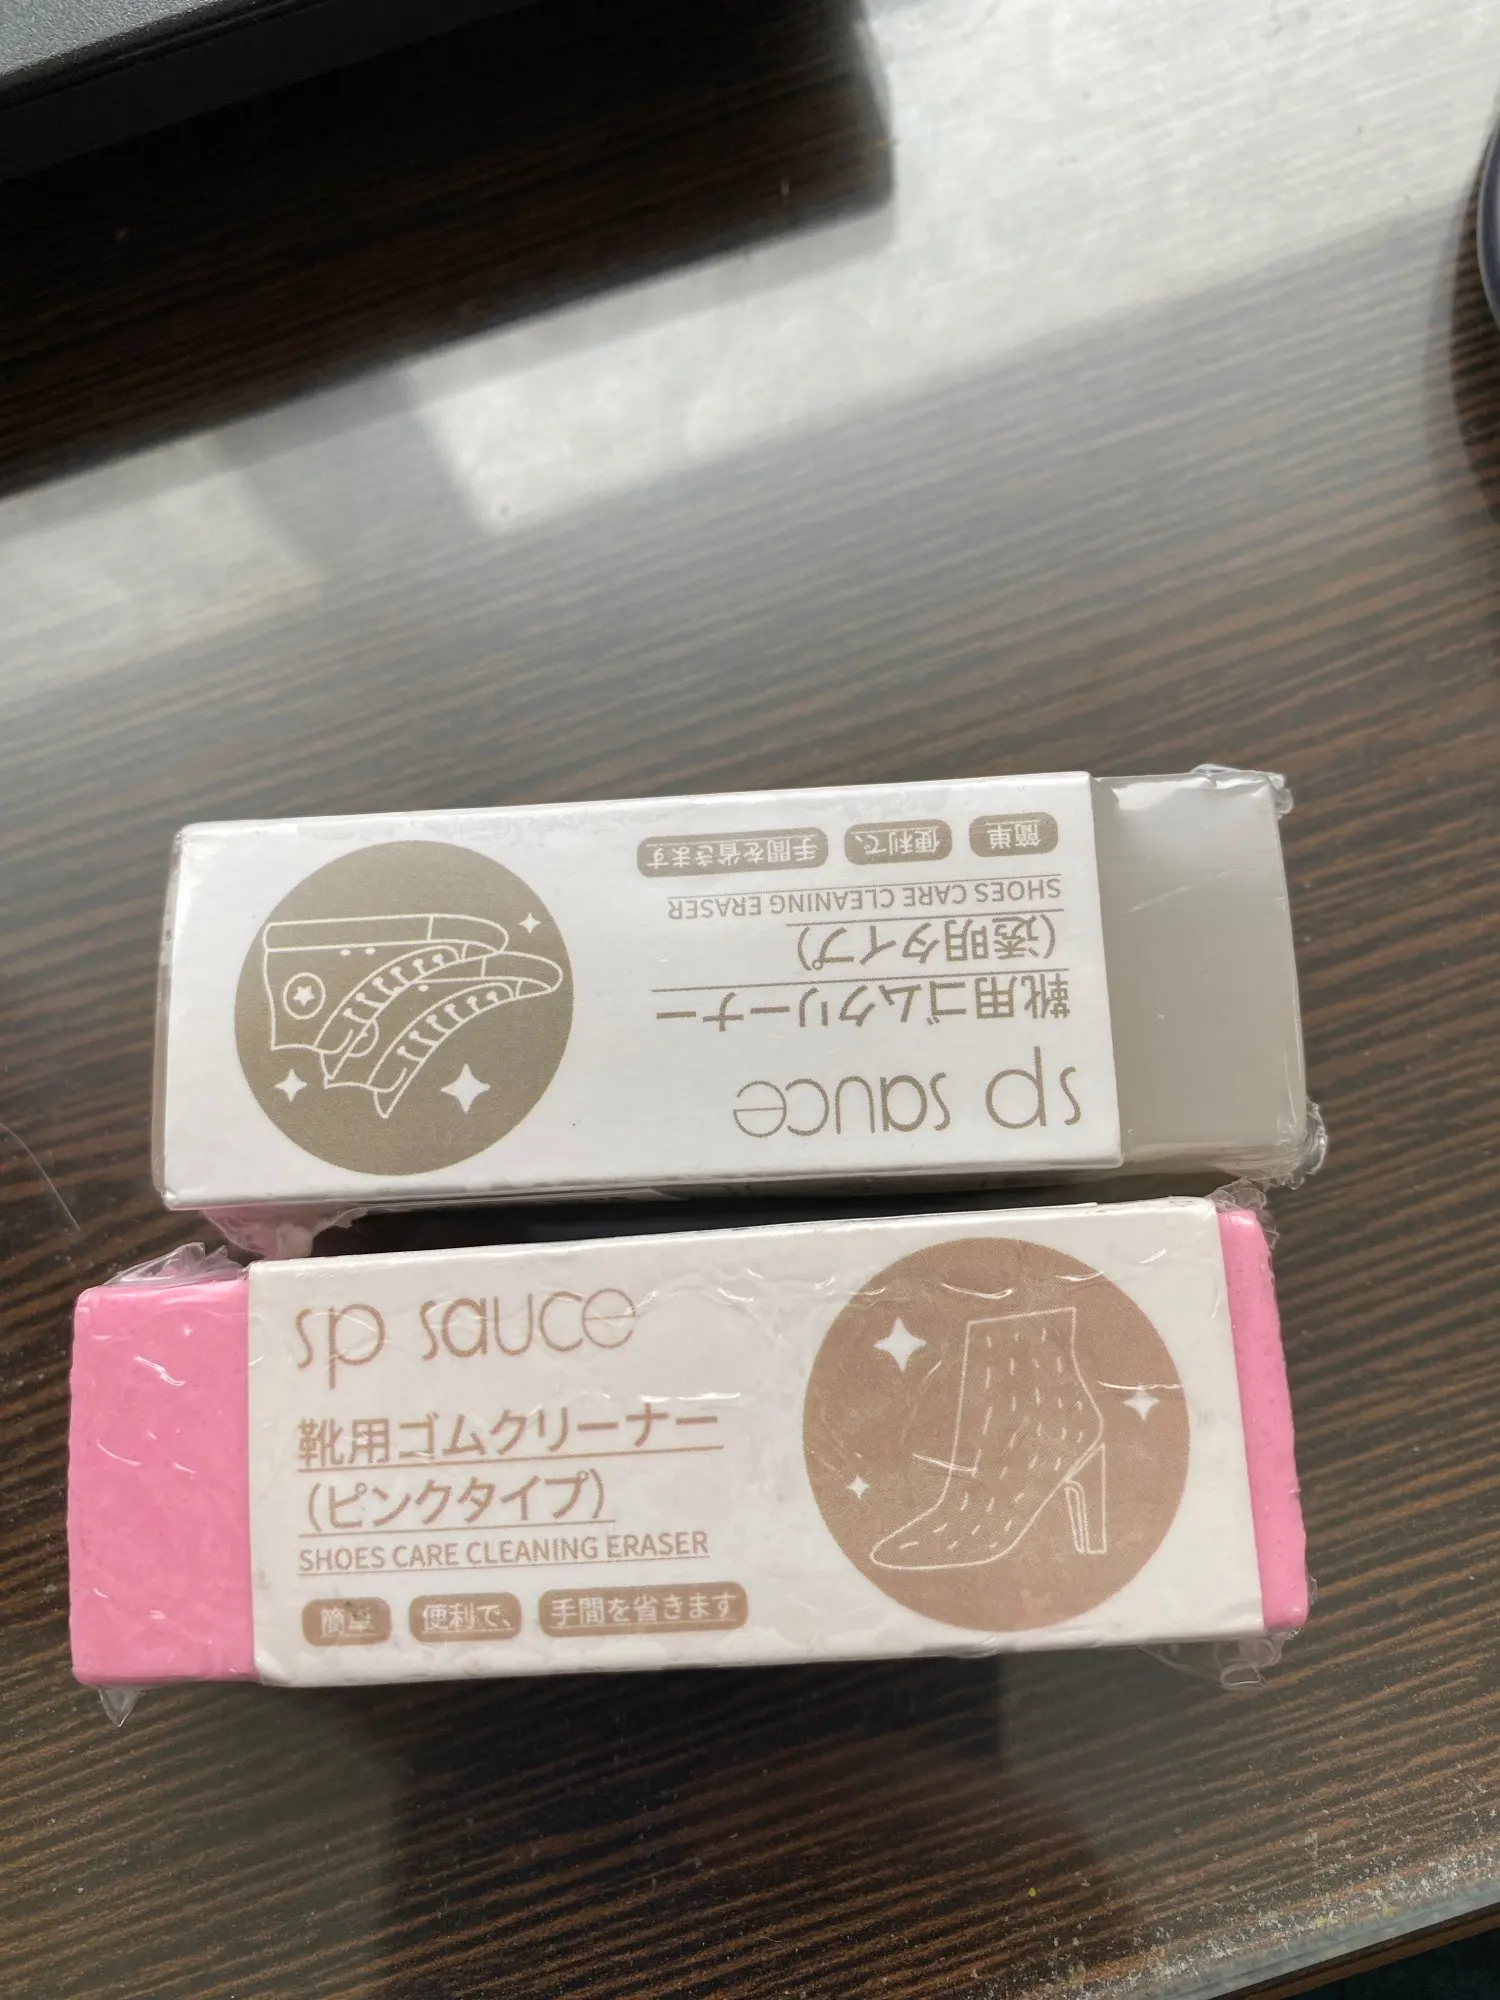 sp sauce
靴用ゴムクリーナー
（透明タイプ）
SHOES CARE CLEANING ERASER
簡単 便利で、 手間を省きます
sp sauce
靴用ゴムクリーナー
（ピンクタイプ）
SHOES CARE CLEANING ERASER
簡単 便利で、 手間を省きます